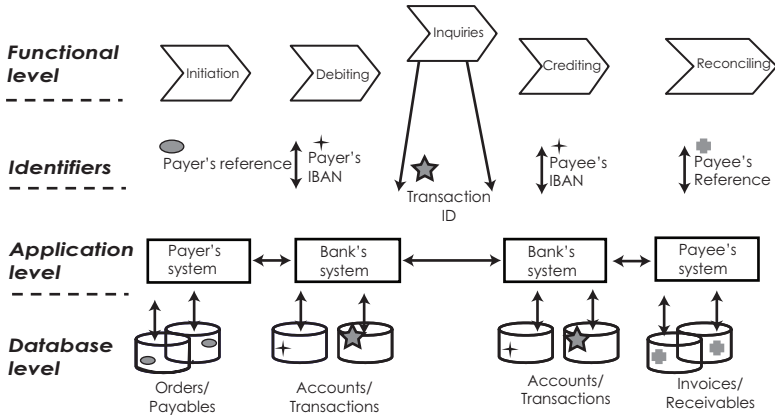 Functional
level
Initiation
Debiting
Inquiries
Crediting
Reconciling
Identifiers
Payer's reference
Payer's
IBAN
Transaction
ID
Payee's
IBAN
Payee's
Reference
Application
level
Payer's
system
Bank's
system
Bank's
system
Payee's
system
Database
level
Orders/
Payables
Accounts/
Transactions
Accounts/
Transactions
Invoices/
Receivables